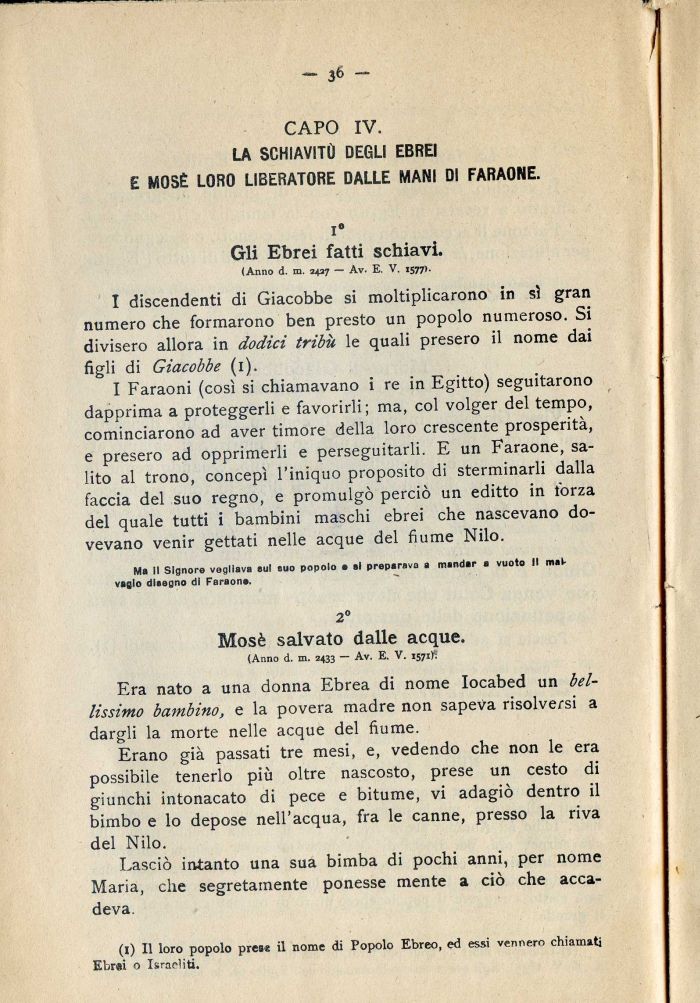 — 36 —
CAPO IV.
LA SCHIAVITÙ DEGLI EBREI
E MOSÈ LORO LIBERATORE DALLE MANI DI FARAONE.
1º
Gli Ebrei fatti schiavi.
(Anno d. m. 2427 — Av. E. V. 1577).
I discendenti di Giacobbe si moltiplicarono in sì gran
numero che formarono ben presto un popolo numeroso. Si
divisero allora in dodici tribù le quali presero il nome dai
figli di Giacobbe (1).
I Faraoni (così si chiamavano i re in Egitto) seguitarono
dapprima a proteggerli e favorirli; ma, col volger del tempo,
cominciarono ad aver timore della loro crescente prosperità,
e presero ad opprimerli e perseguitarli. E un Faraone, sa-
lito al trono, concepì l'iniquo proposito di sterminarli dalla
faccia del suo regno, e promulgò perciò un editto in forza
del quale tutti i bambini maschi ebrei che nascevano do-
vevano venir gettati nelle acque del fiume Nilo.
Ma il Signore vegliava sul suo popolo e si preparava a mandar a vuoto il mal-
vagio disegno di Faraone.
2º
Mosè salvato dalle acque.
(Anno d. m. 2433 — Av. E. V. 1571).
Era nato a una donna Ebrea di nome Iocabed un bel-
lissimo bambino, e la povera madre non sapeva risolversi a
dargli la morte nelle acque del fiume.
Erano già passati tre mesi, e, vedendo che non le era
possibile tenerlo più oltre nascosto, prese un cesto di
giunchi intonacato di pece e bitume, vi adagiò dentro il
bimbo e lo depose nell'acqua, fra le canne, presso la riva
del Nilo.
Lasciò intanto una sua bimba di pochi anni, per nome
Maria, che segretamente ponesse mente a ciò che acca-
deva.
(1) Il loro popolo prese il nome di Popolo Ebreo, ed essi vennero chiamati
Ebrei o Israeliti.